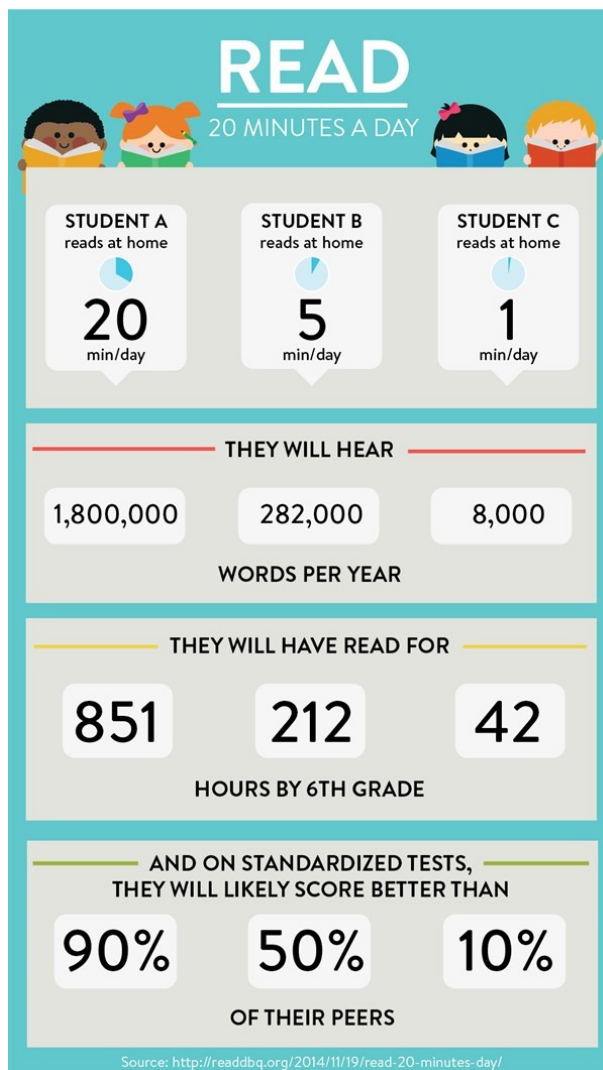 READ
20 MINUTES A DAY
STUDENT A
reads at home
20
min/day
STUDENT B
reads at home
5
min/day
STUDENT C
reads at home
1
min/day
THEY WILL HEAR
1,800,000 282,000 8,000
WORDS PER YEAR
THEY WILL HAVE READ FOR
851 212 42
HOURS BY 6TH GRADE
AND ON STANDARDIZED TESTS,
THEY WILL LIKELY SCORE BETTER THAN
90% 50% 10%
OF THEIR PEERS
Source: http://readdbq.org/2014/11/19/read-20-minutes-day/